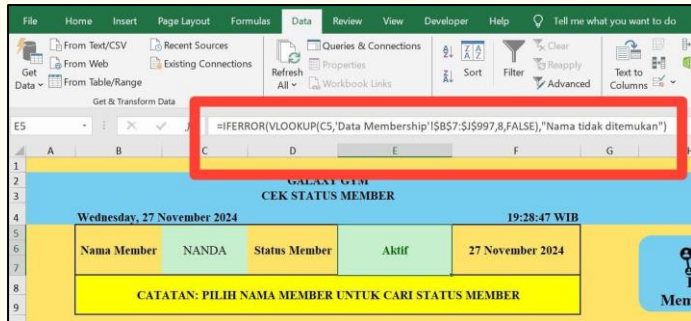 File Home Insert Page Layout Formulas Data Review View Developer Help Tell me what you want to do
Get Data
From Text/CSV
From Web
From Table/Range
Recent Sources
Existing Connections
Get & Transform Data
Refresh All
Queries & Connections
Properties
Workbook Links
Sort
Filter
Clear
Reapply
Advanced
Text to Columns
E5
=IFERROR(VLOOKUP(C5,'Data Membership'!$B$7:$J$997,8,FALSE),"Nama tidak ditemukan")
A B C D E F G
1
2 GALAXY GYM
3 CEK STATUS MEMBER
4 Wednesday, 27 November 2024 19:28:47 WIB
5
6 Nama Member NANDA Status Member Aktif 27 November 2024
7
8 CATATAN: PILIH NAMA MEMBER UNTUK CARI STATUS MEMBER
9